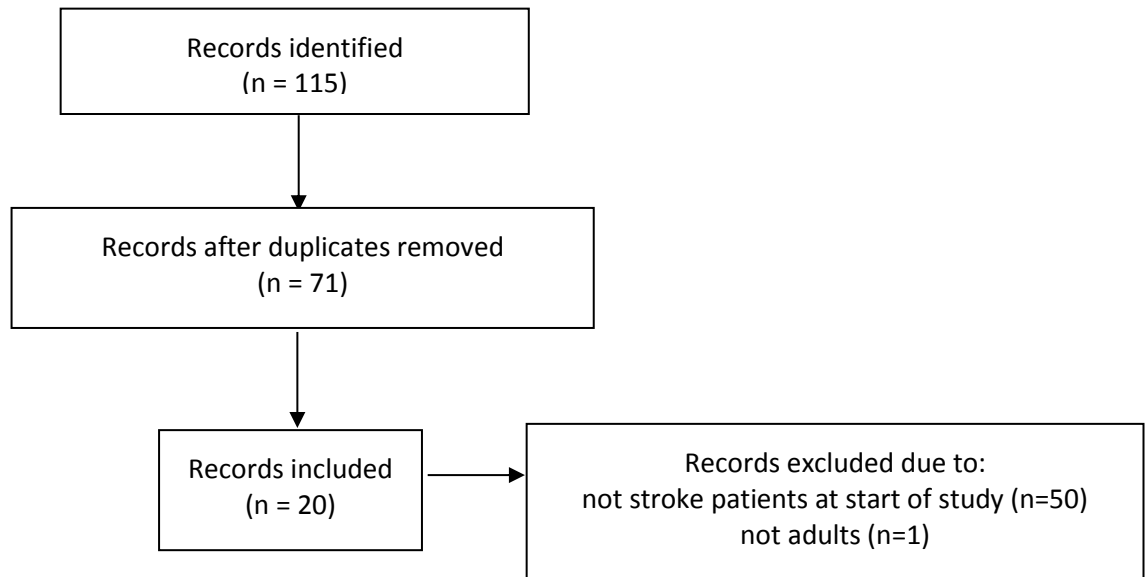 Records identified
(n = 115)
Records after duplicates removed
(n = 71)
Records included
(n = 20)
Records excluded due to:
not stroke patients at start of study (n=50)
not adults (n=1)